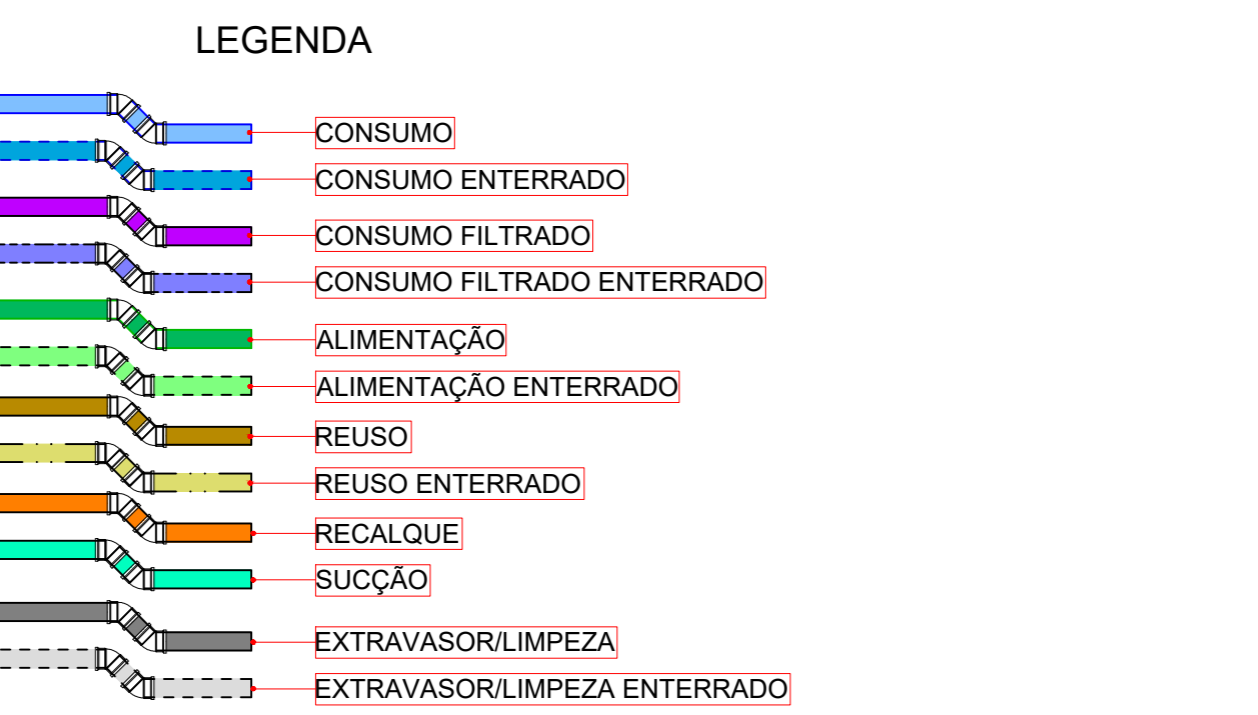 LEGENDA
CONSUMO
CONSUMO ENTERRADO
CONSUMO FILTRADO
CONSUMO FILTRADO ENTERRADO
ALIMENTAÇÃO
ALIMENTAÇÃO ENTERRADO
REUSO
REUSO ENTERRADO
RECALQUE
SUCÇÃO
EXTRAVASOR/LIMPEZA
EXTRAVASOR/LIMPEZA ENTERRADO